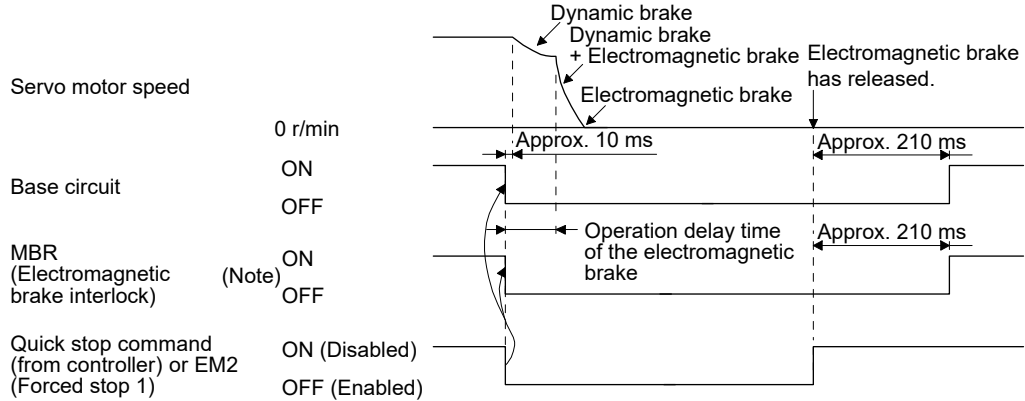 Dynamic brake
Dynamic brake
+ Electromagnetic brake
Electromagnetic brake
has released.
Servo motor speed
Electromagnetic brake
0 r/min
Approx. 10 ms
Approx. 210 ms
ON
Base circuit
OFF
Operation delay time
of the electromagnetic
brake
Approx. 210 ms
MBR
(Electromagnetic
brake interlock)
(Note)
ON
OFF
Quick stop command
(from controller) or EM2
(Forced stop 1)
ON (Disabled)
OFF (Enabled)